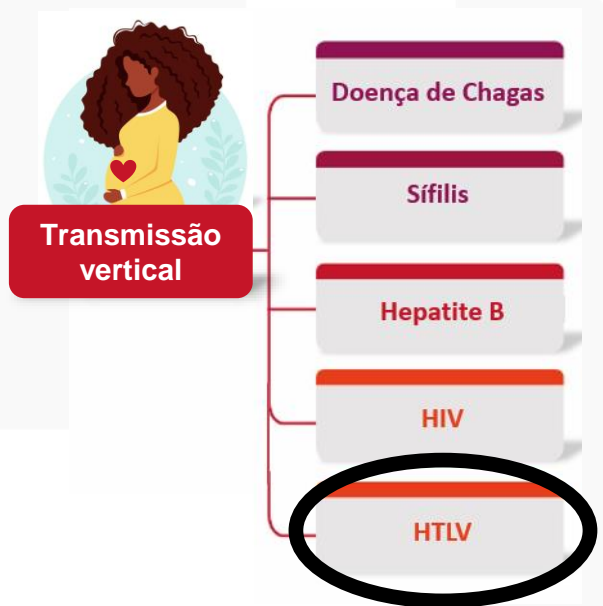 Doença de Chagas
Sífilis
Transmissão
vertical
Hepatite B
HIV
HTLV